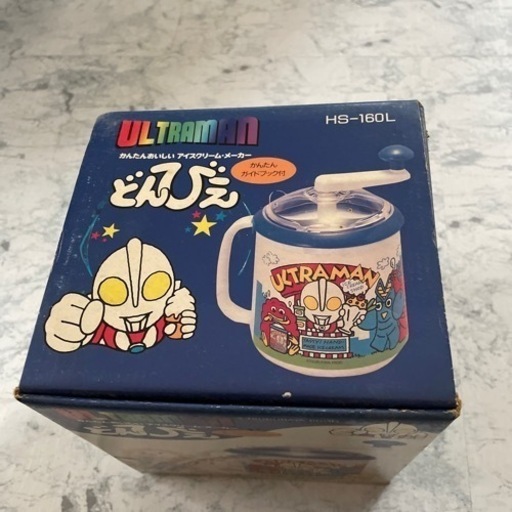 ULTRAMAN
HS-160L
かんたんおいしい アイスクリーム・メーカー
かんたん
ガイドブック付
どんびえ
ULTRAMAN